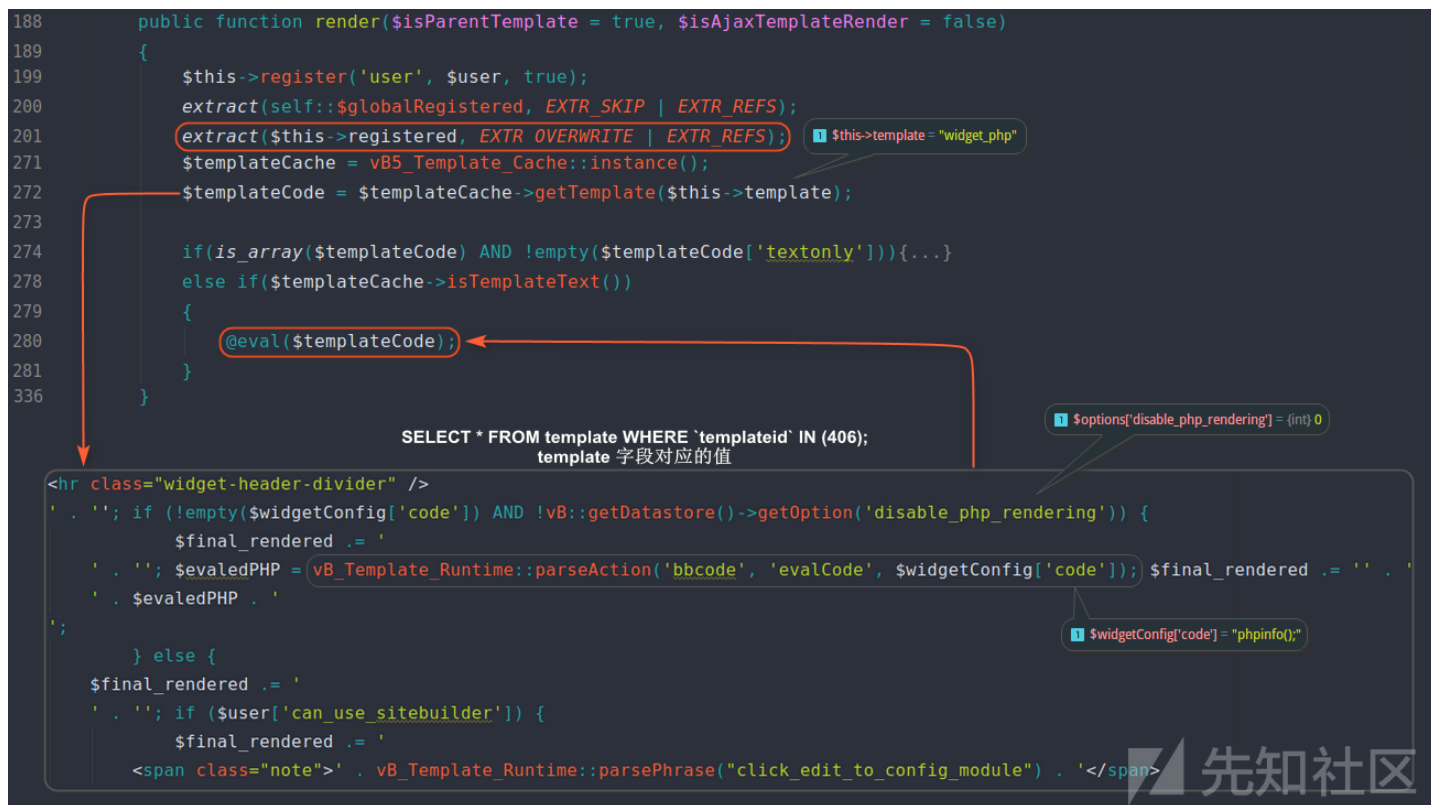 188 public function render($isParentTemplate = true, $isAjaxTemplateRender = false)
189 {
199 $this->register('user', $user, true);
200 extract(self::$globalRegistered, EXTR_SKIP | EXTR_REFS);
201 extract($this->registered, EXTR_OVERWRITE | EXTR_REFS); 1 $this->template = "widget_php"
271 $templateCache = vB5_Template_Cache::instance();
272 $templateCode = $templateCache->getTemplate($this->template);
273
274 if(is_array($templateCode) AND !empty($templateCode['textonly'])){...}
278 else if($templateCache->isTemplateText())
279 {
280 @eval($templateCode);
281 }
336 }
1 $options['disable_php_rendering'] = {int} 0
SELECT * FROM template WHERE `templateid` IN (406);
template 字段对应的值
<hr class="widget-header-divider" />
' . ''; if (!empty($widgetConfig['code']) AND !vB::getDatastore()->getOption('disable_php_rendering')) {
$final_rendered .= '
' . ''; $evaledPHP = vB_Template_Runtime::parseAction('bbcode', 'evalCode', $widgetConfig['code']); $final_rendered .= '' . '
' . $evaledPHP . '
';
1 $widgetConfig['code'] = "phpinfo();"
} else {
$final_rendered .= '
' . ''; if ($user['can_use_sitebuilder']) {
$final_rendered .= '
<span class="note">' . vB_Template_Runtime::parsePhrase("click_edit_to_config_module") . '</span>
先知社区